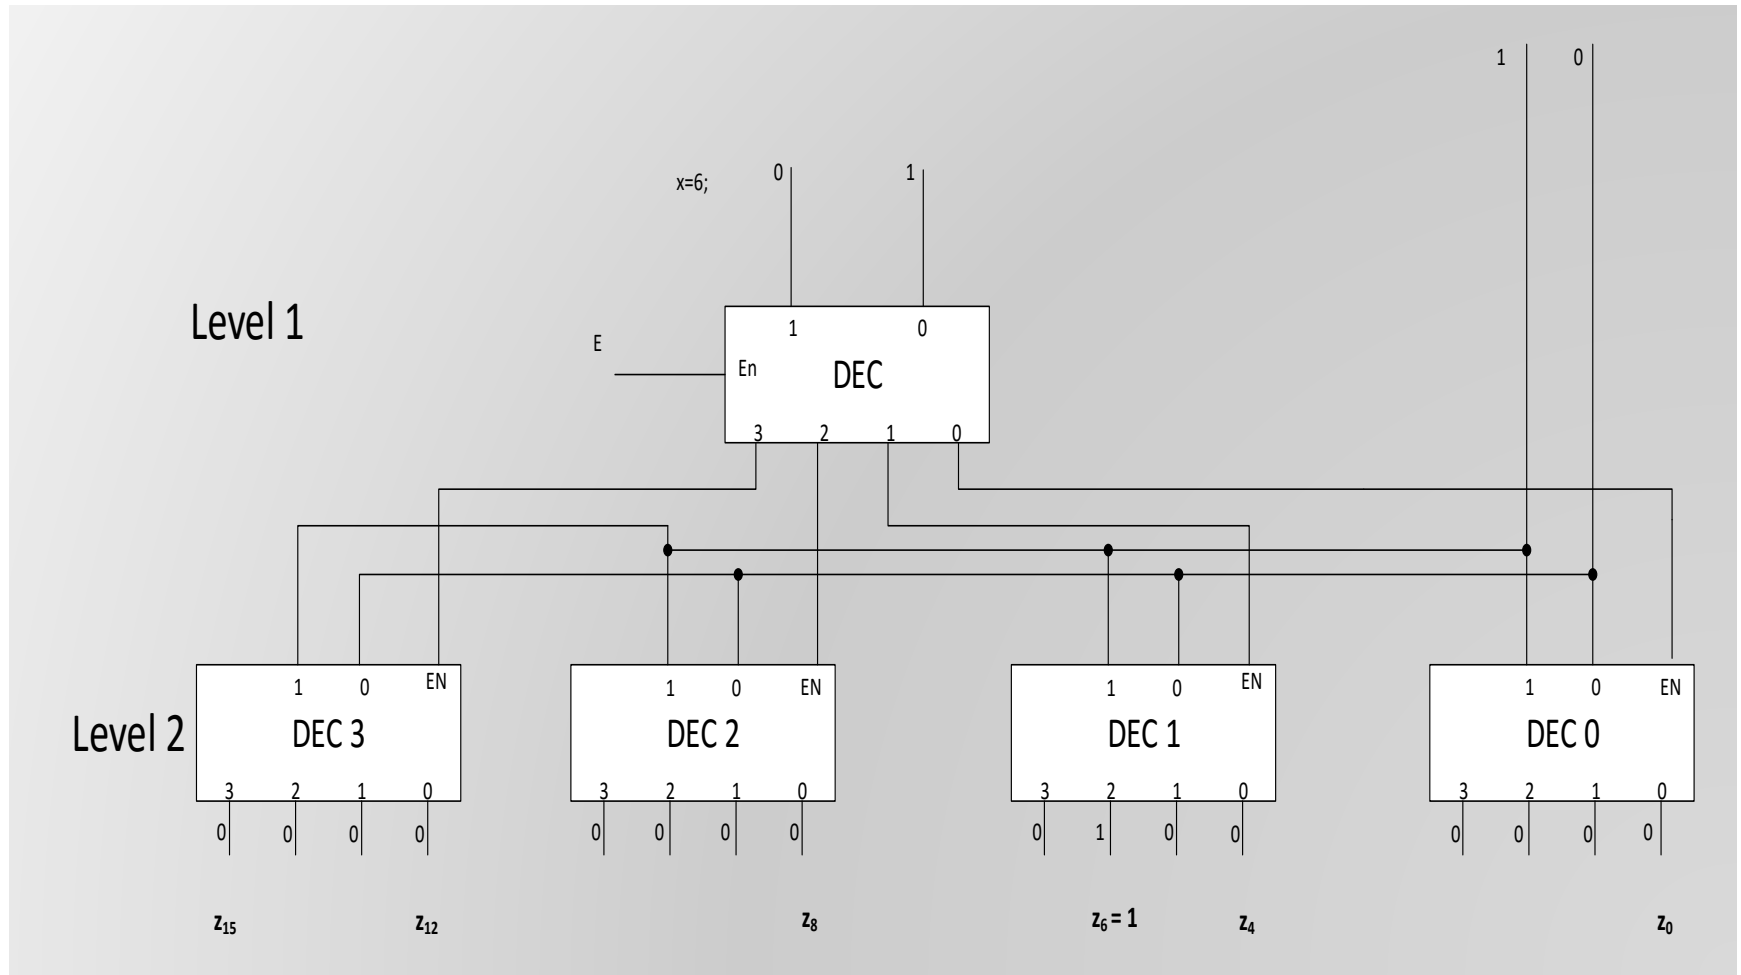 1 0
x=6; 0 1
Level 1
1 0
E
En DEC
3 2 1 0
1 0 EN 1 0 EN 1 0 EN 1 0 EN
Level 2 DEC 3 DEC 2 DEC 1 DEC 0
3 2 1 0 3 2 1 0 3 2 1 0 3 2 1 0
0 0 0 0 0 0 0 0 0 1 0 0 0 0 0 0
z₁₅ z₁₂ z₈ z₆ = 1 z₄ z₀